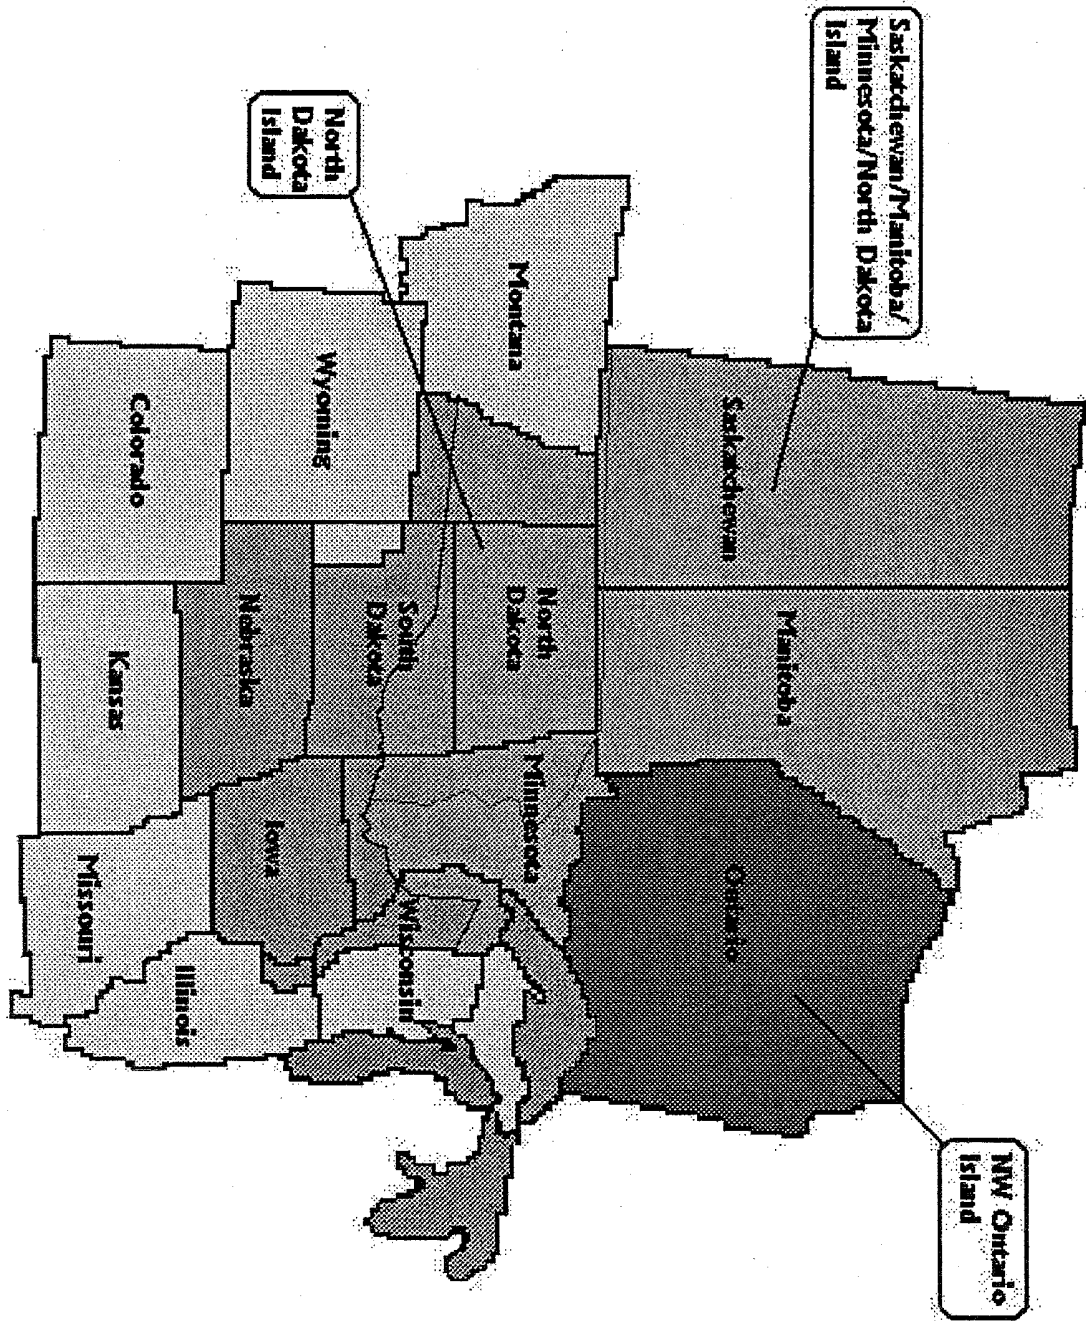 Saskatchewan/Manitoba/
Minnesota/North Dakota
Island
NW Ontario
Island
North
Dakota
Island
Saskatchewan
Manitoba
Ontario
Montana
North
Dakota
Minnesota
Wyoming
South
Dakota
Wisconsin
Nabraska
Iowa
Illinois
Colorado
Kansas
Missouri